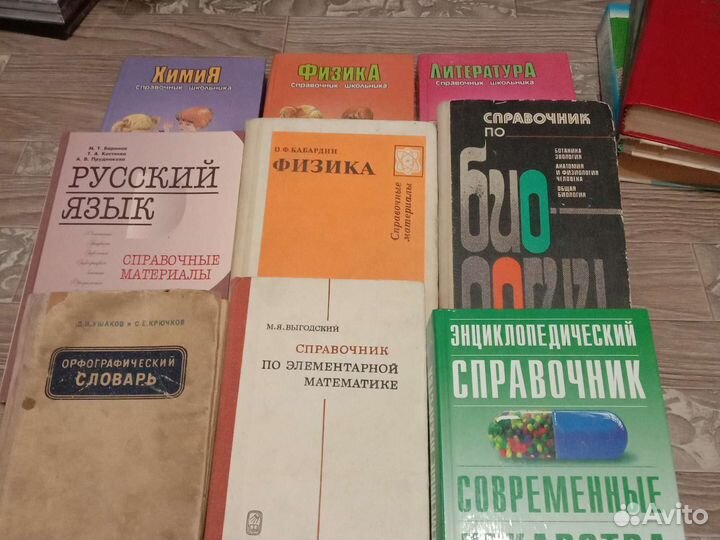 ХИМИЯ
Справочник школьника
ФИЗИКА
Справочник школьника
ЛИТЕРАТУРА
Справочник школьника
М. Т. Баранов
Т. А. Костяева
А. В. Прудникова
РУССКИЙ
ЯЗЫК
СПРАВОЧНЫЕ
МАТЕРИАЛЫ
О.Ф.КАБАРДИН
ФИЗИКА
Справочные
материалы
СПРАВОЧНИК
ПО
БОТАНИКА
ЗООЛОГИЯ
АНАТОМИЯ
И ФИЗИОЛОГИЯ
ЧЕЛОВЕКА
ОБЩАЯ
БИОЛОГИЯ
био
логии
Д.Н.УШАКОВ и С.Е.КРЮЧКОВ
ОРФОГРАФИЧЕСКИЙ
СЛОВАРЬ
М.Я.ВЫГОДСКИЙ
СПРАВОЧНИК
ПО ЭЛЕМЕНТАРНОЙ
МАТЕМАТИКЕ
ЭНЦИКЛОПЕДИЧЕСКИЙ
СПРАВОЧНИК
СОВРЕМЕННЫЕ
ЛЕКАРСТВА
Avito